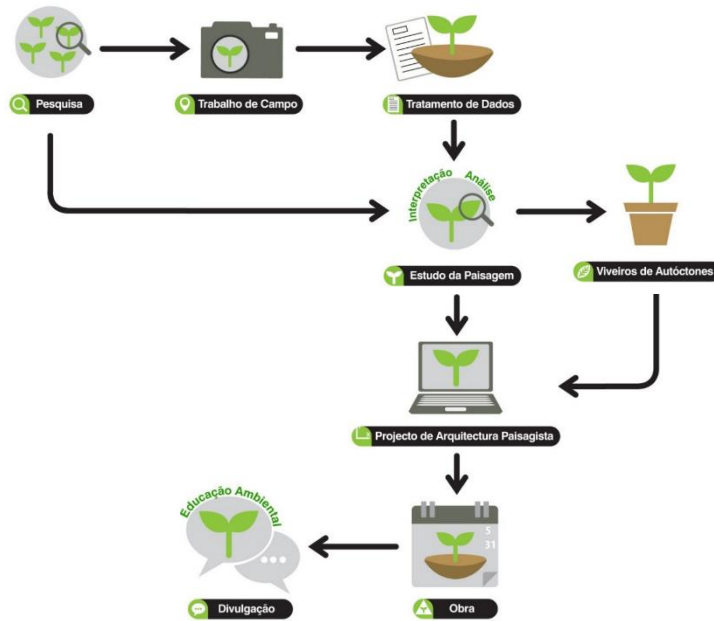 Pesquisa
Trabalho de Campo
Tratamento de Dados
Interpretação Análise
Estudo da Paisagem
Viveiros de Autóctones
Projecto de Arquitectura Paisagista
Educação Ambiental
5
31
Divulgação
Obra